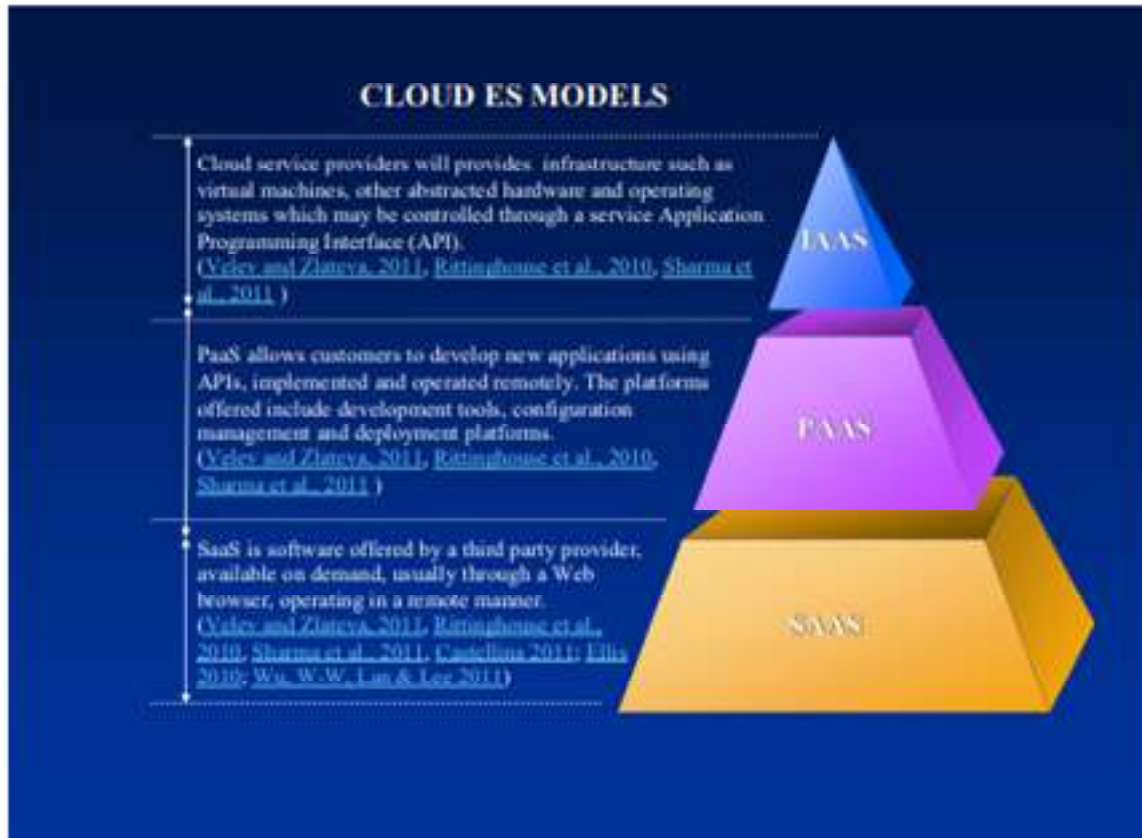 CLOUD ES MODELS
Cloud service providers will provides infrastructure such as
virtual machines, other abstracted hardware and operating
systems which may be controlled through a service Application
Programming Interface (API).
(Velev and Zlateva, 2011, Rittinghouse et al., 2010, Sharma et
al., 2011 )
IAAS
PaaS allows customers to develop new applications using
APIs, implemented and operated remotely. The platforms
offered include development tools, configuration
management and deployment platforms.
(Velev and Zlateva, 2011, Rittinghouse et al., 2010,
Sharma et al., 2011 )
PAAS
SaaS is software offered by a third party provider,
available on demand, usually through a Web
browser, operating in a remote manner.
(Velev and Zlateva, 2011, Rittinghouse et al.,
2010, Sharma et al., 2011, Castellina 2011; Ellis
2010; Wu, W-W, Lan & Lee 2011)
SAAS